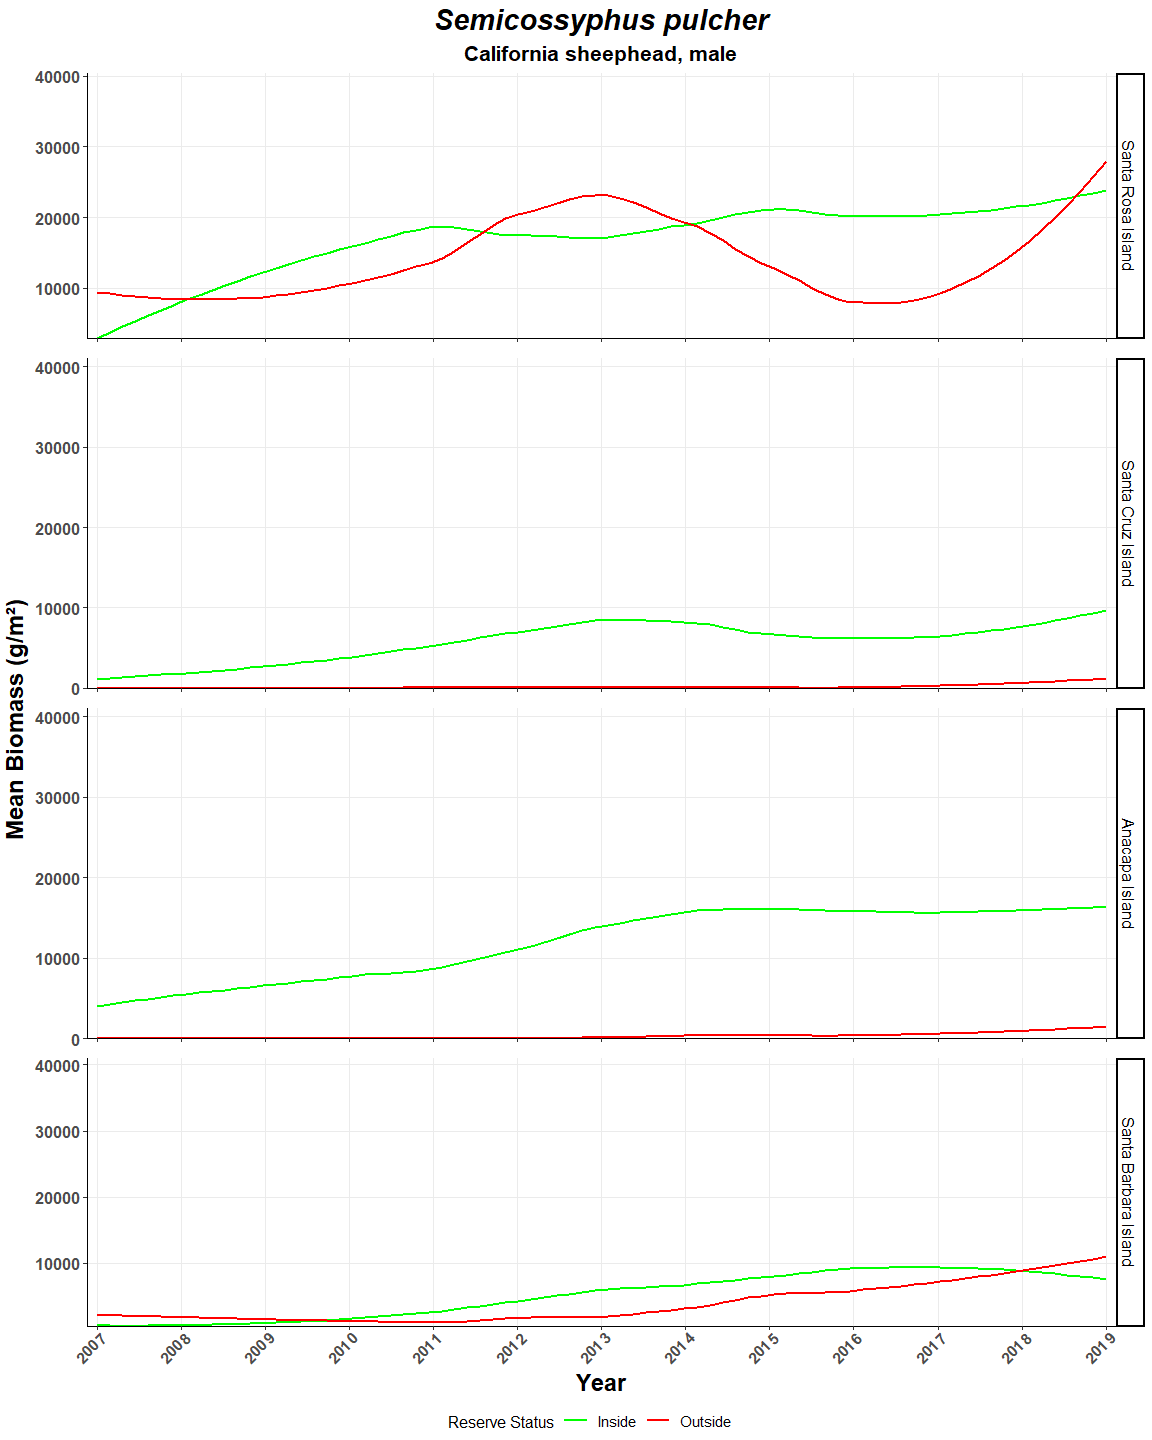 Semicossyphus pulcher
California sheephead, male
Mean Biomass (g/m²)
40000
30000
20000
10000
Santa Rosa Island
40000
30000
20000
10000
0
Santa Cruz Island
40000
30000
20000
10000
0
Anacapa Island
40000
30000
20000
10000
Santa Barbara Island
2007 2008 2009 2010 2011 2012 2013 2014 2015 2016 2017 2018 2019
Year
Reserve Status Inside Outside